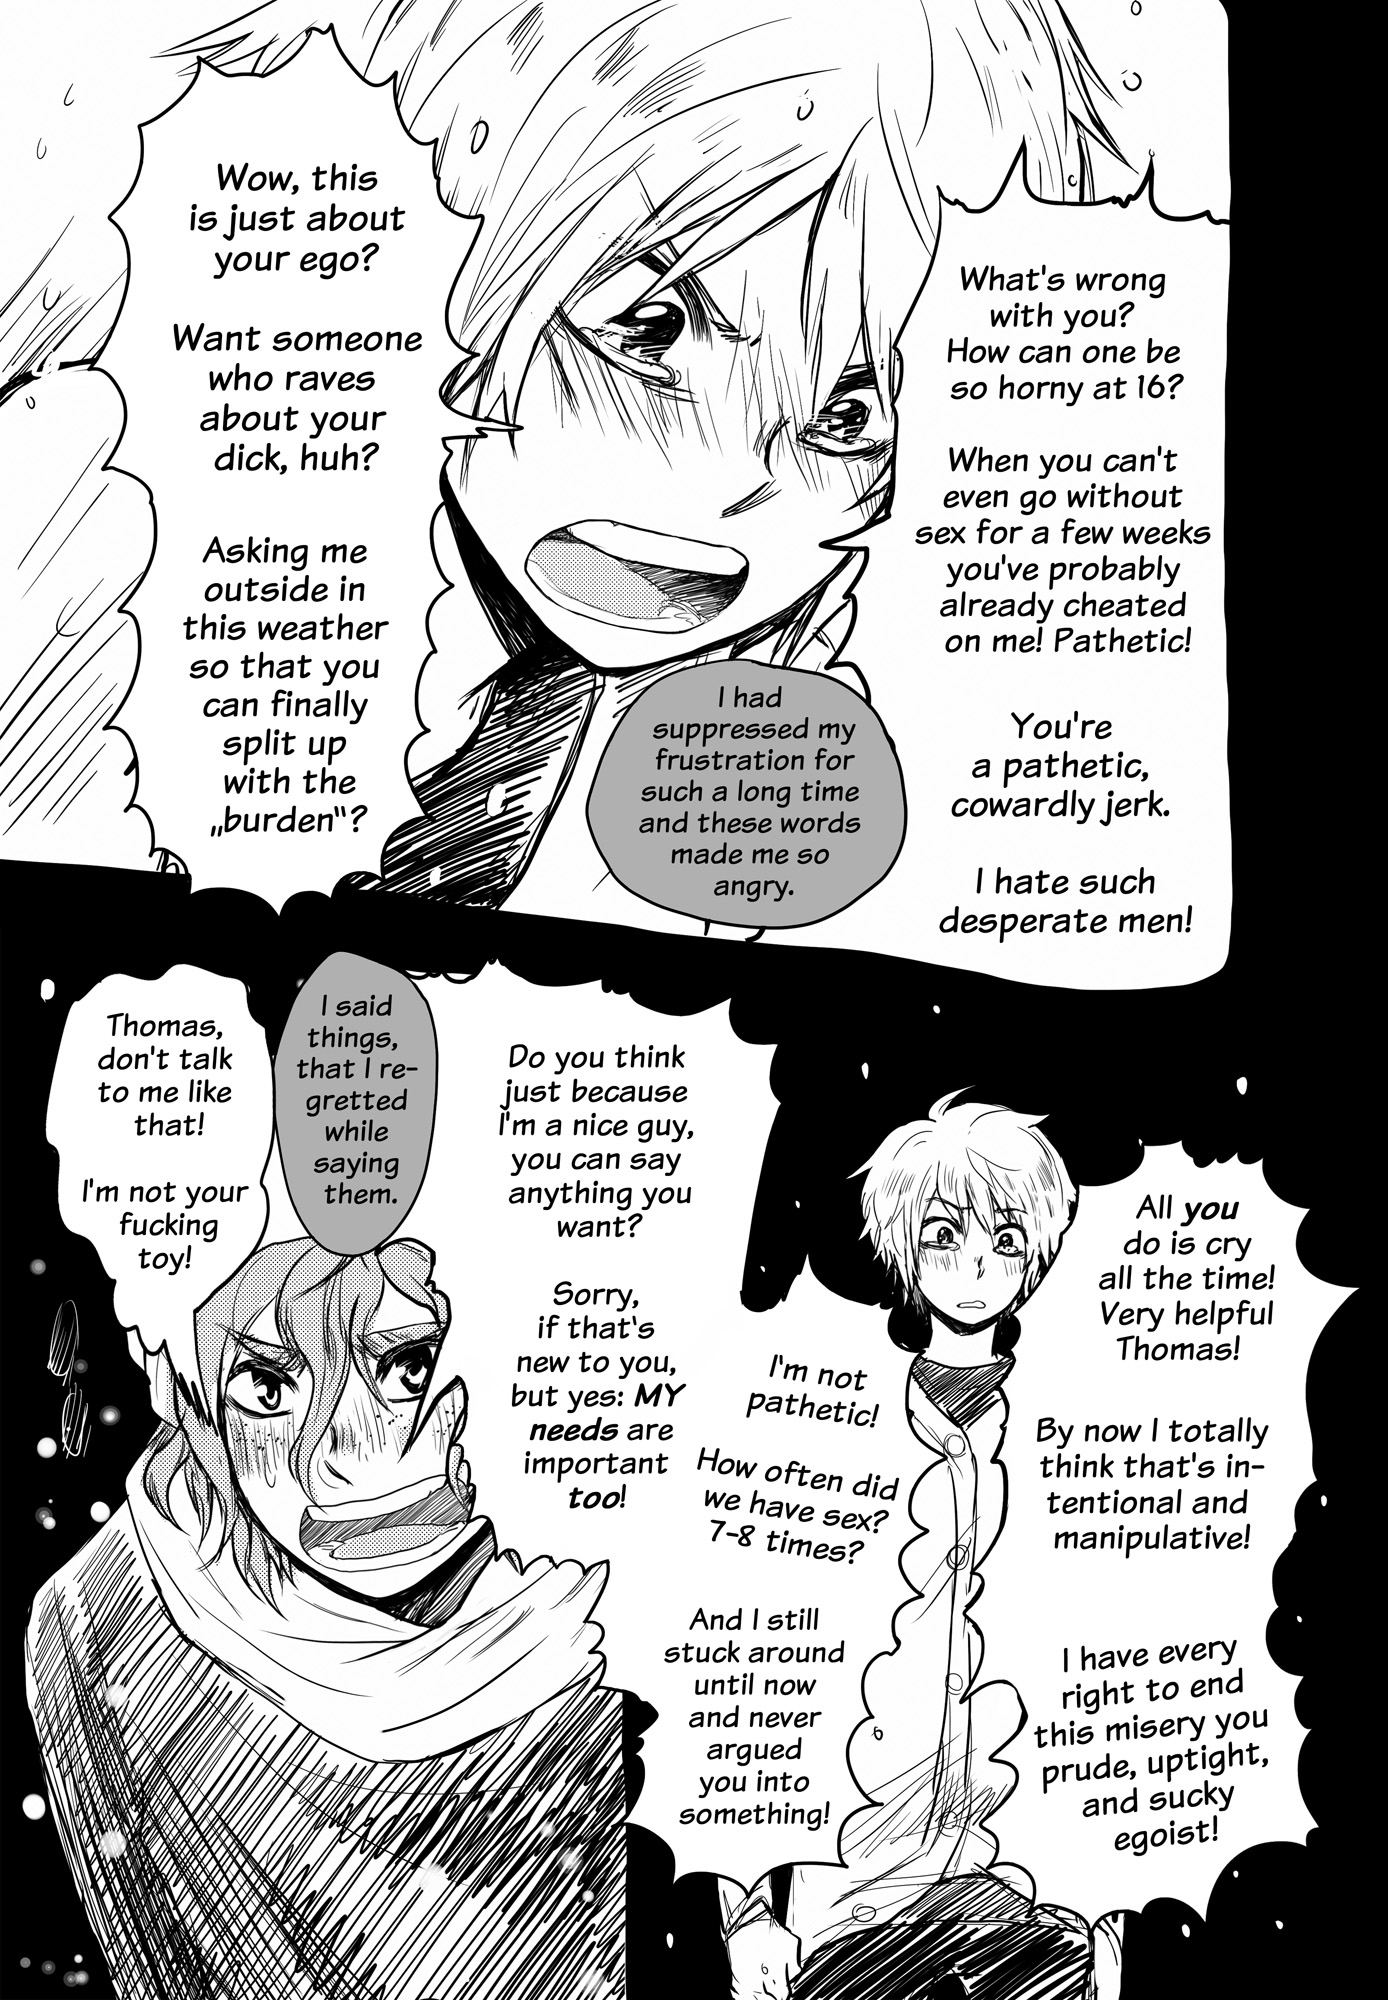 Wow, this
is just about
your ego?
Want someone
who raves
about your
dick, huh?
Asking me
outside in
this weather
so that you
can finally
split up
with the
„burden“?
What's wrong
with you?
How can one be
so horny at 16?
When you can't
even go without
sex for a few weeks
you've probably
already cheated
on me! Pathetic!
You're
a pathetic,
cowardly jerk.
I hate such
desperate men!
I had
suppressed my
frustration for
such a long time
and these words
made me so
angry.
Thomas,
don't talk
to me like
that!
I'm not your
fucking
toy!
I said
things,
that I re-
gretted
while
saying
them.
Do you think
just because
I'm a nice guy,
you can say
anything you
want?
Sorry,
if that's
new to you,
but yes: MY
needs are
important
too!
I'm not
pathetic!
How often did
we have sex?
7-8 times?
And I still
stuck around
until now
and never
argued
you into
something!
All you
do is cry
all the time!
Very helpful
Thomas!
By now I totally
think that's in-
tentional and
manipulative!
I have every
right to end
this misery you
prude, uptight,
and sucky
egoist!